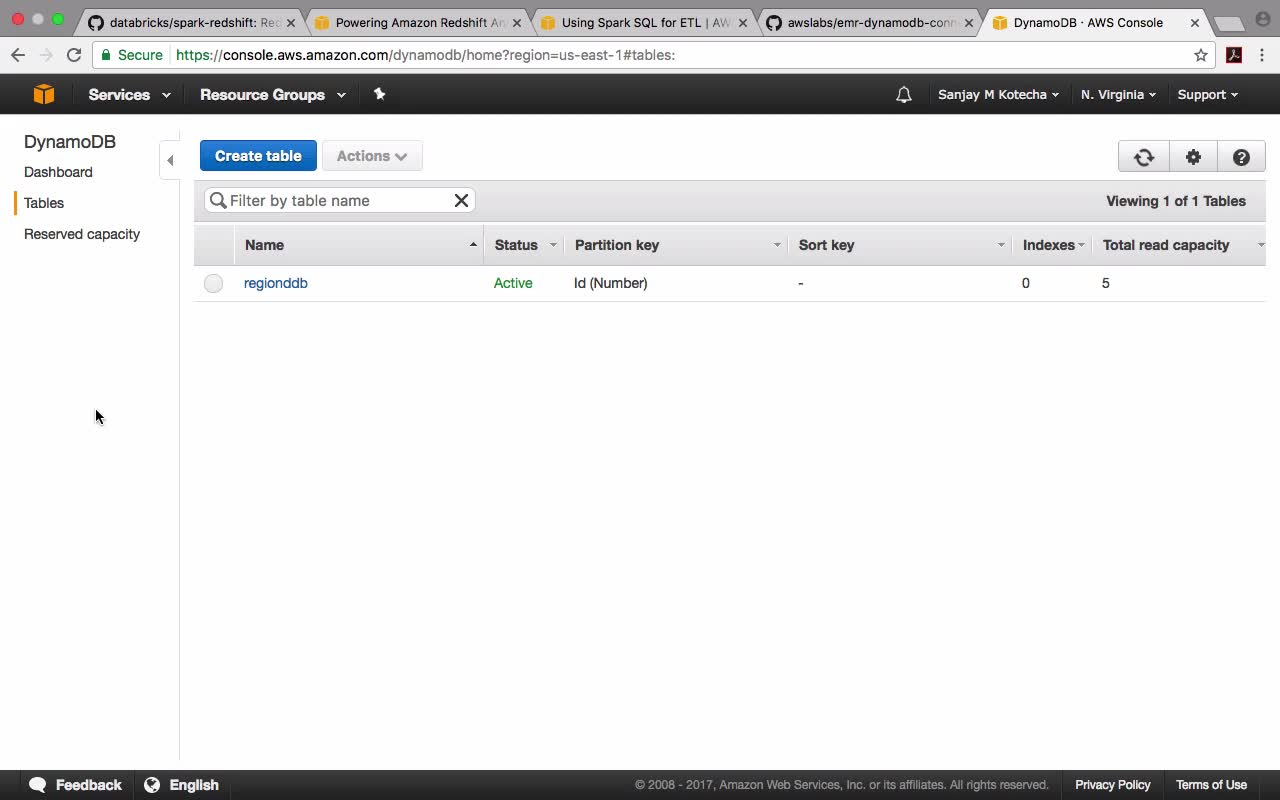 databricks/spark-redshift: Red
Powering Amazon Redshift An
Using Spark SQL for ETL | AW
awslabs/emr-dynamodb-conn
DynamoDB · AWS Console
Secure
https://console.aws.amazon.com/dynamodb/home?region=us-east-1#tables:
Services
Resource Groups
Sanjay M Kotecha
N. Virginia
Support
DynamoDB
Dashboard
Tables
Reserved capacity
Create table
Actions
Filter by table name
Viewing 1 of 1 Tables
Name Status Partition key Sort key Indexes Total read capacity
regionddb Active Id (Number) - 0 5
Feedback
English
© 2008 - 2017, Amazon Web Services, Inc. or its affiliates. All rights reserved.
Privacy Policy
Terms of Use